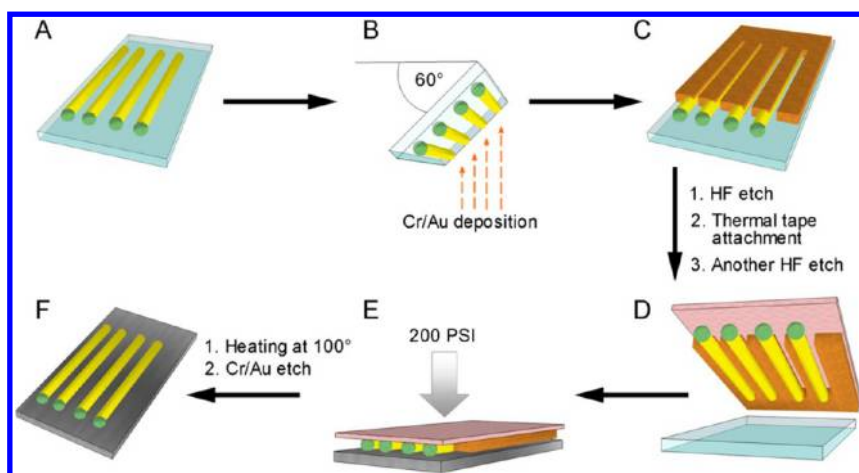 A
B
C
60°
Cr/Au deposition
1. HF etch
2. Thermal tape
attachment
3. Another HF etch
F
E
D
200 PSI
1. Heating at 100°
2. Cr/Au etch